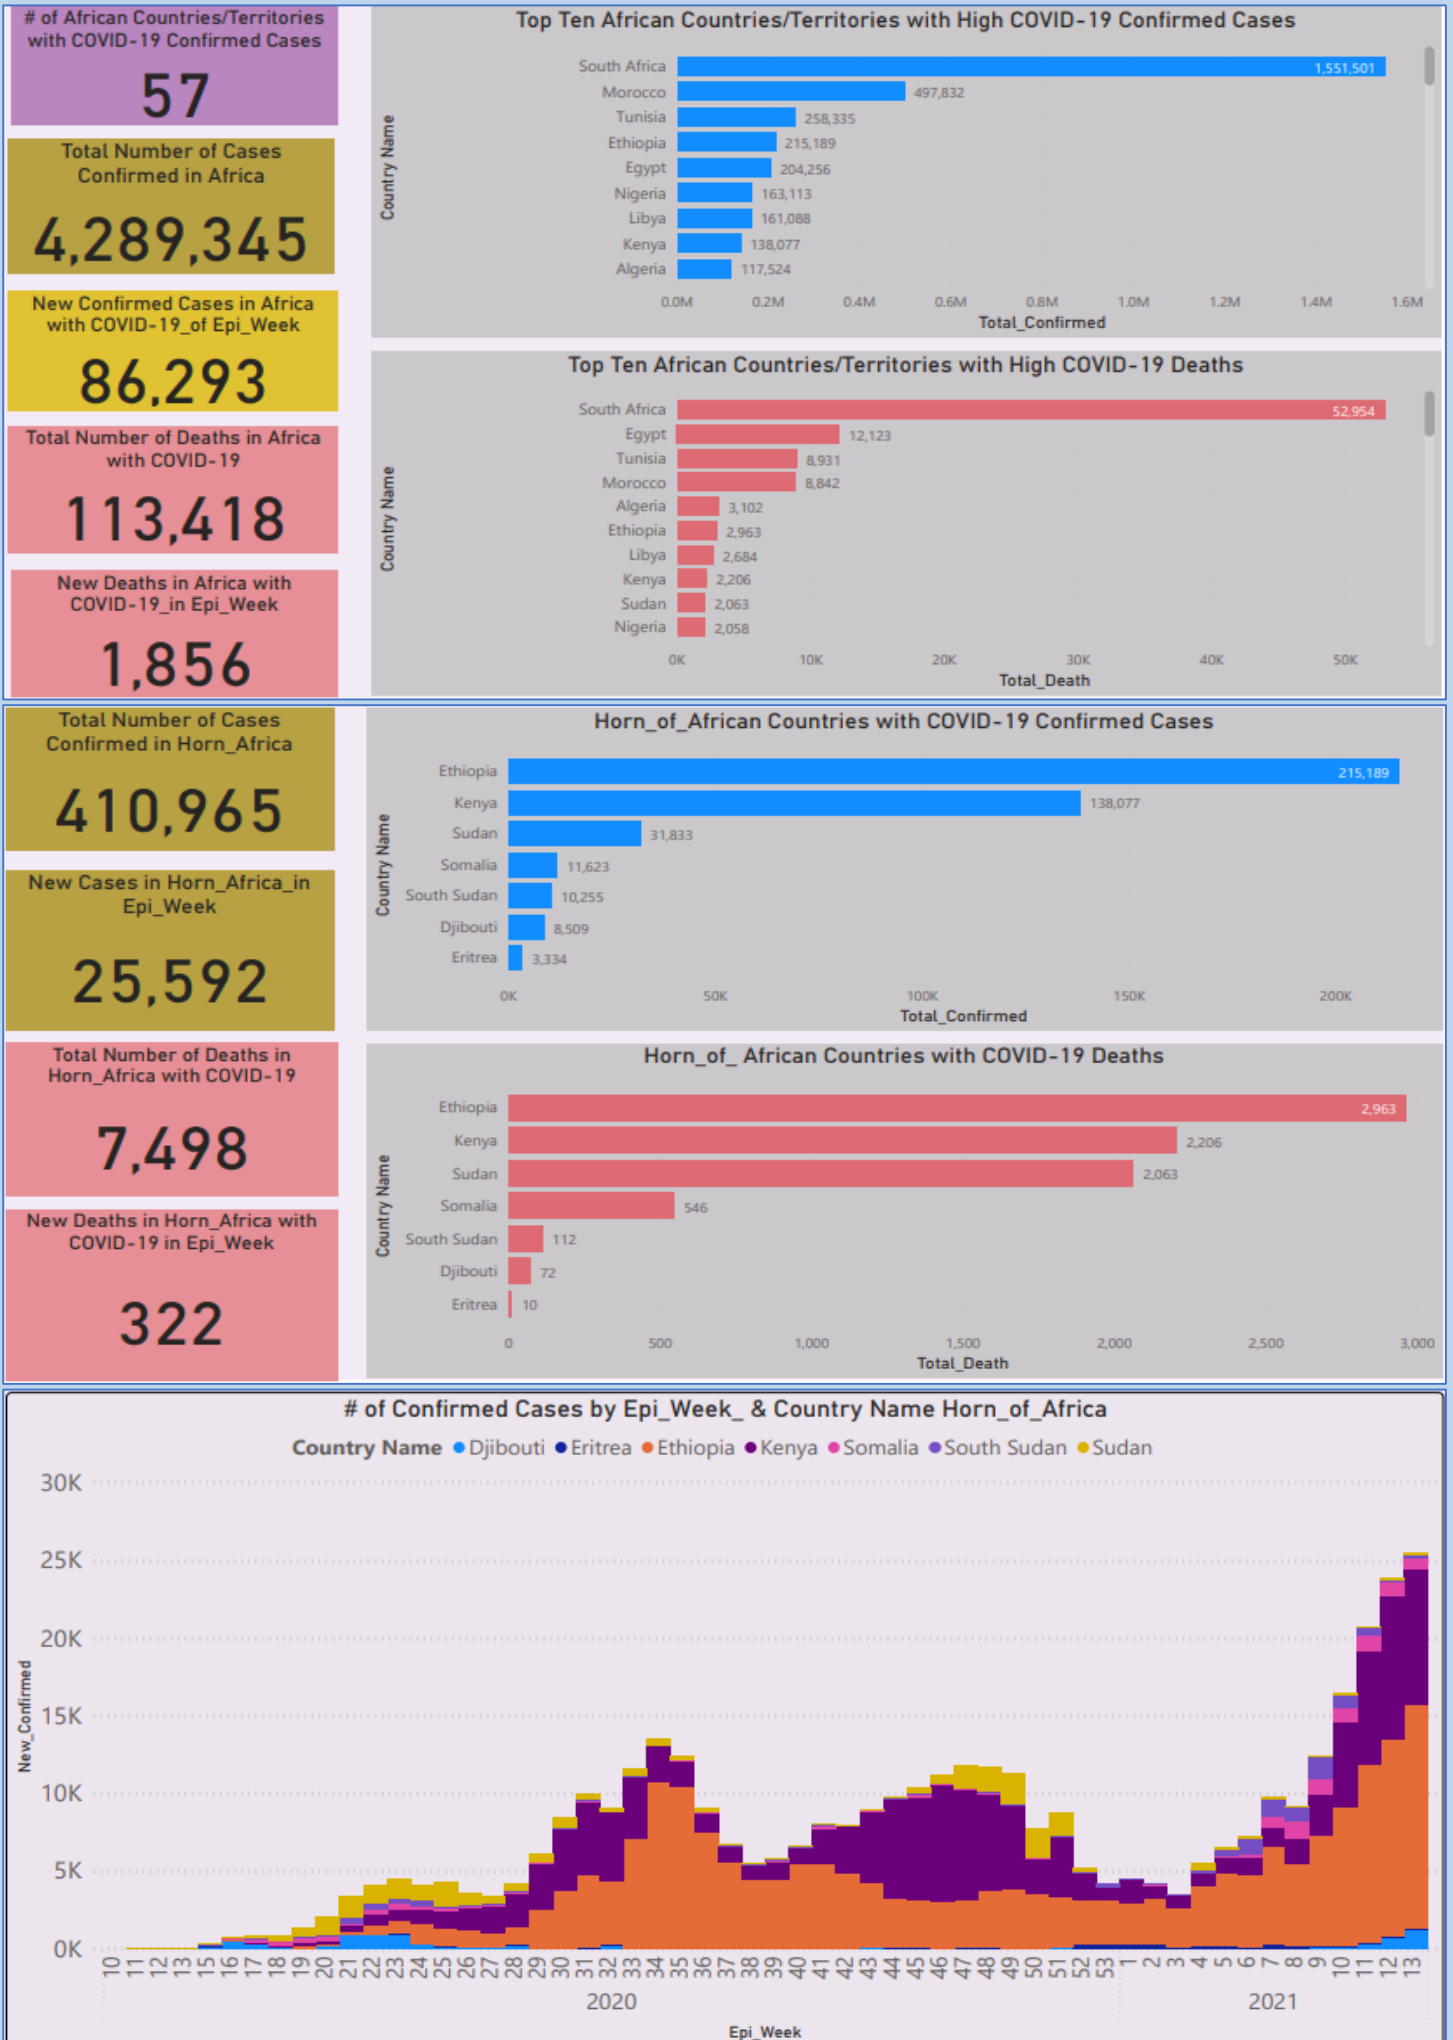 # of African Countries/Territories
with COVID-19 Confirmed Cases
57
Total Number of Cases
Confirmed in Africa
4,289,345
New Confirmed Cases in Africa
with COVID-19_of Epi_Week
86,293
Total Number of Deaths in Africa
with COVID-19
113,418
New Deaths in Africa with
COVID-19_in Epi_Week
1,856
Top Ten African Countries/Territories with High COVID-19 Confirmed Cases
Country Name
South Africa 1,551,501
Morocco 497,832
Tunisia 258,335
Ethiopia 215,189
Egypt 204,256
Nigeria 163,113
Libya 161,088
Kenya 138,077
Algeria 117,524
0.0M 0.2M 0.4M 0.6M 0.8M 1.0M 1.2M 1.4M 1.6M
Total_Confirmed
Top Ten African Countries/Territories with High COVID-19 Deaths
Country Name
South Africa 52,954
Egypt 12,123
Tunisia 8,931
Morocco 8,842
Algeria 3,102
Ethiopia 2,963
Libya 2,684
Kenya 2,206
Sudan 2,063
Nigeria 2,058
0K 10K 20K 30K 40K 50K
Total_Death
Total Number of Cases
Confirmed in Horn_Africa
410,965
New Cases in Horn_Africa_in
Epi_Week
25,592
Total Number of Deaths in
Horn_Africa with COVID-19
7,498
New Deaths in Horn_Africa with
COVID-19 in Epi_Week
322
Horn_of_African Countries with COVID-19 Confirmed Cases
Country Name
Ethiopia 215,189
Kenya 138,077
Sudan 31,833
Somalia 11,623
South Sudan 10,255
Djibouti 8,509
Eritrea 3,334
0K 50K 100K 150K 200K
Total_Confirmed
Horn_of_ African Countries with COVID-19 Deaths
Country Name
Ethiopia 2,963
Kenya 2,206
Sudan 2,063
Somalia 546
South Sudan 112
Djibouti 72
Eritrea 10
0 500 1,000 1,500 2,000 2,500 3,000
Total_Death
# of Confirmed Cases by Epi_Week_ & Country Name Horn_of_Africa
Country Name Djibouti Eritrea Ethiopia Kenya Somalia South Sudan Sudan
New_Confirmed
30K
25K
20K
15K
10K
5K
0K
10 11 12 13 15 16 17 18 19 20 21 22 23 24 25 26 27 28 29 30 31 32 33 34 35 36 37 38 39 40 41 42 43 44 45 46 47 48 49 50 51 52 53 1 2 3 4 5 6 7 8 9 10 11 12 13
2020 2021
Epi_Week